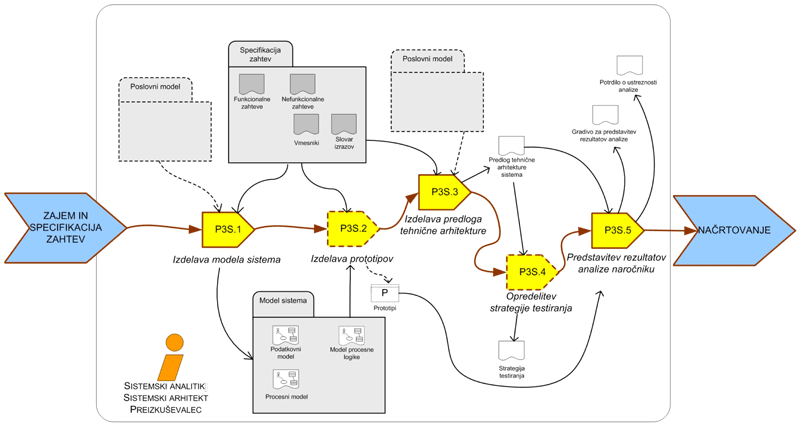 Specifikacija
zahtev
Funkcionalne
zahteve
Nefunkcionalne
zahteve
Vmesniki
Slovar
izrazov
Poslovni model
Poslovni model
Potrdilo o ustreznosti
analize
Gradivo za predstavitev
rezultatov analize
Predlog tehnične
arhitekture
sistema
ZAJEM IN
SPECIFIKACIJA
ZAHTEV
P3S.1
Izdelava modela sistema
P3S.2
Izdelava prototipov
P3S.3
Izdelava predloga
tehnične arhitekture
P3S.4
Opredelitev
strategije testiranja
P3S.5
Predstavitev rezultatov
analize naročniku
NAČRTOVANJE
P
Prototipi
Model sistema
Podatkovni
model
Model procesne
logike
Procesni model
Strategija
testiranja
SISTEMSKI ANALITIK
SISTEMSKI ARHITEKT
PREIZKUŠEVALEC